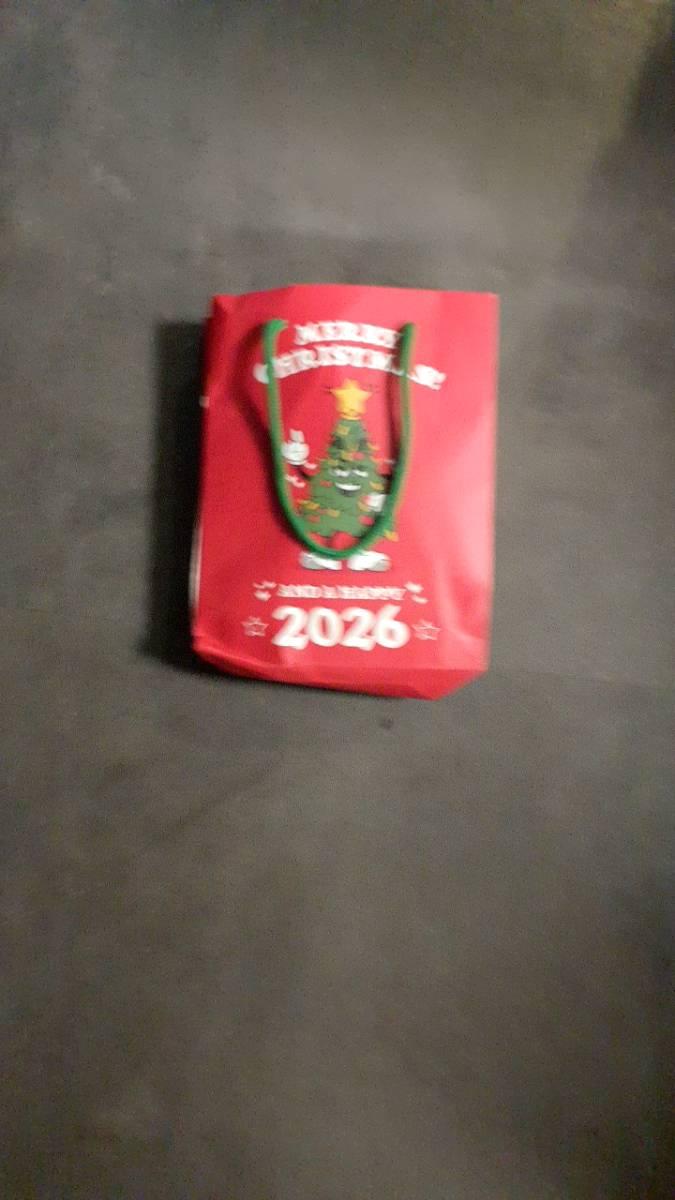 MERRY
CHRISTMAS!
AND A HAPPY
2026